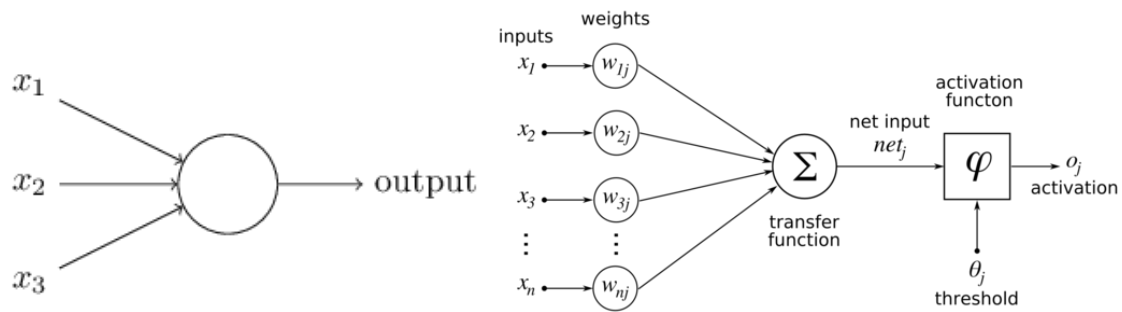 x₁
x₂
x₃
output
inputs
weights
x₁
w₁ⱼ
x₂
w₂ⱼ
x₃
w₃ⱼ
⋮ ⋮
xₙ
wₙⱼ
Σ
transfer
function
net input
netⱼ
activation
functon
φ
oⱼ
activation
θⱼ
threshold